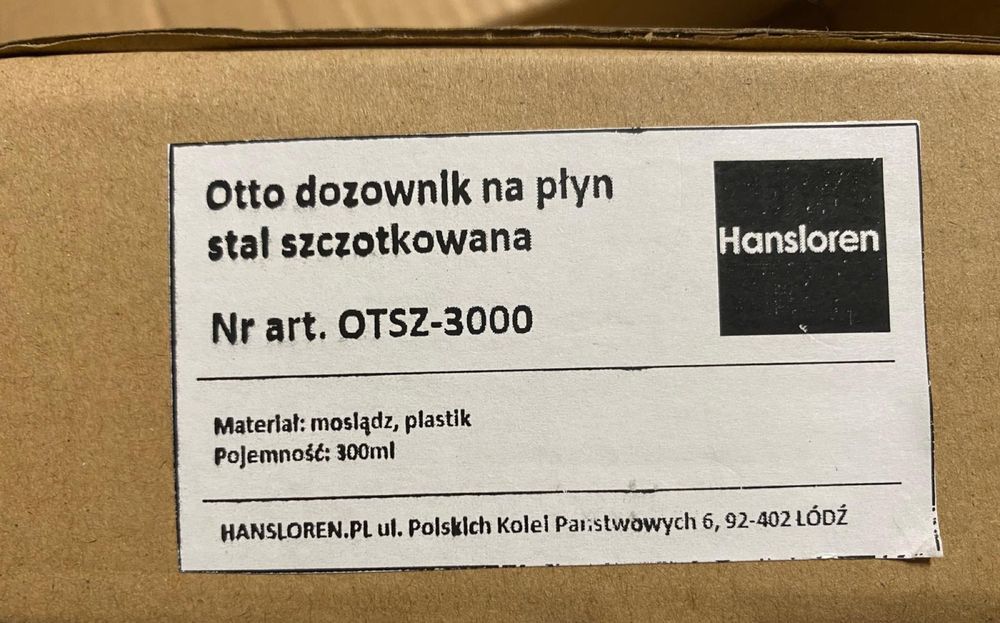 Otto dozownik na płyn
stal szczotkowana
Hansloren
Nr art. OTSZ-3000
Materiał: mosiądz, plastik
Pojemność: 300ml
HANSLOREN.PL ul. Polskich Kolei Państwowych 6, 92-402 ŁÓDŹ